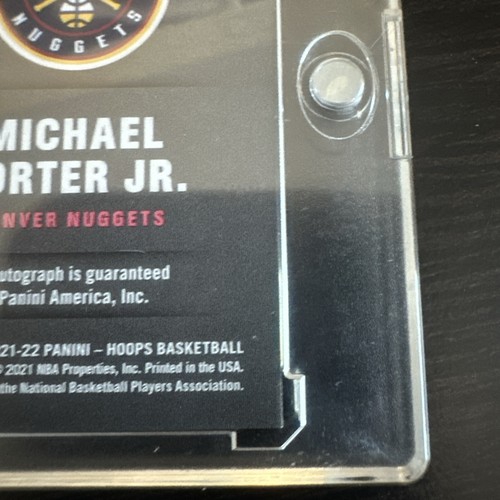 NUGGETS
MICHAEL
ORTER JR.
NVER NUGGETS
utograph is guaranteed
Panini America, Inc.
21-22 PANINI – HOOPS BASKETBALL
© 2021 NBA Properties, Inc. Printed in the USA.
the National Basketball Players Association.